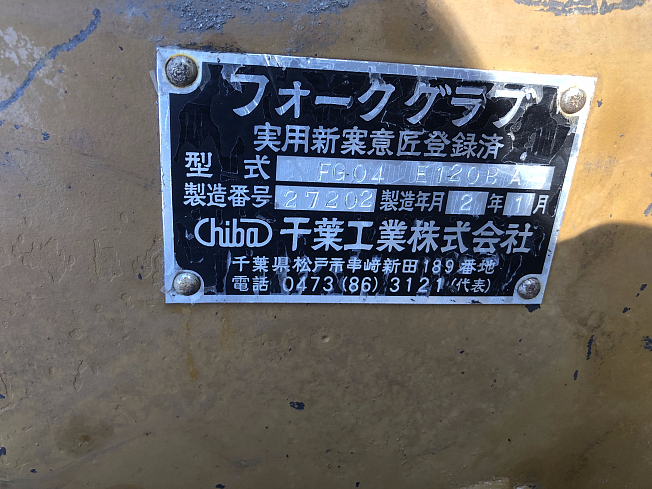 フォークグラブ
実用新案意匠登録済
型式 FG04 E120B A
製造番号 27202 製造年月 2年1月
Chiba 千葉工業株式会社
千葉県松戸市串崎新田189番地
電話 0473(86)3121(代表)